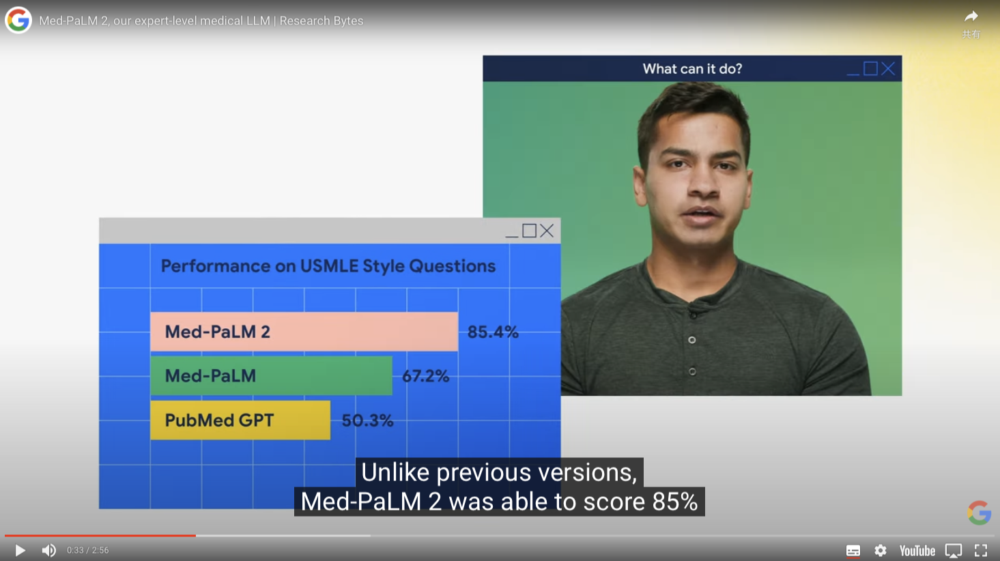 Med-PaLM 2, our expert-level medical LLM | Research Bytes
共有
What can it do?
Performance on USMLE Style Questions
Med-PaLM 2 85.4%
Med-PaLM 67.2%
PubMed GPT 50.3%
Unlike previous versions,
Med-PaLM 2 was able to score 85%
0:33 / 2:56
YouTube